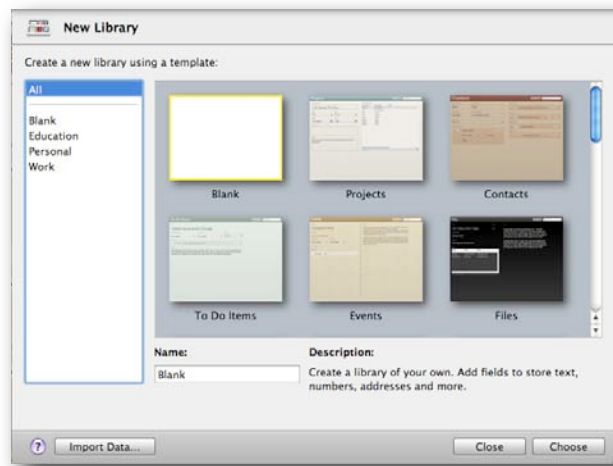 New Library
Create a new library using a template:
All
Blank
Education
Personal
Work
Blank
Projects
Contacts
To Do Items
Events
Files
Name:
Description:
Blank
Create a library of your own. Add fields to store text,
numbers, addresses and more.
?
Import Data...
Close
Choose